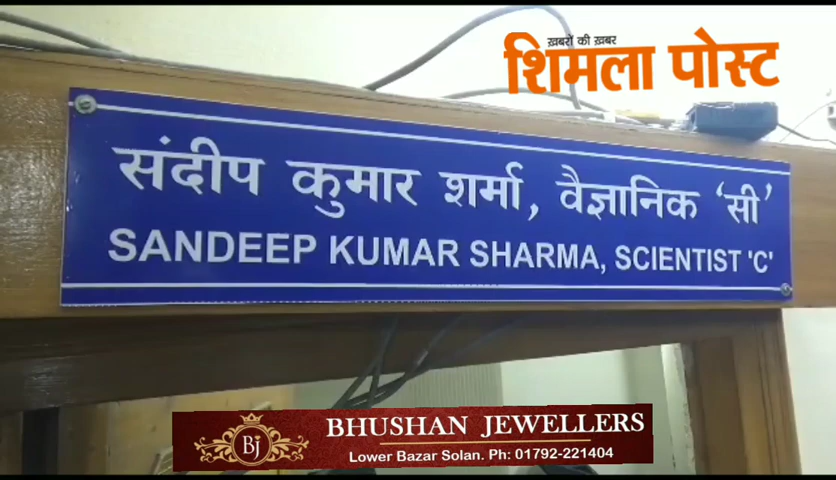 ख़बरों की ख़बर
शिमला पोस्ट
संदीप कुमार शर्मा, वैज्ञानिक ‘सी’
SANDEEP KUMAR SHARMA, SCIENTIST 'C'
BJ
BHUSHAN JEWELLERS
Lower Bazar Solan. Ph: 01792-221404